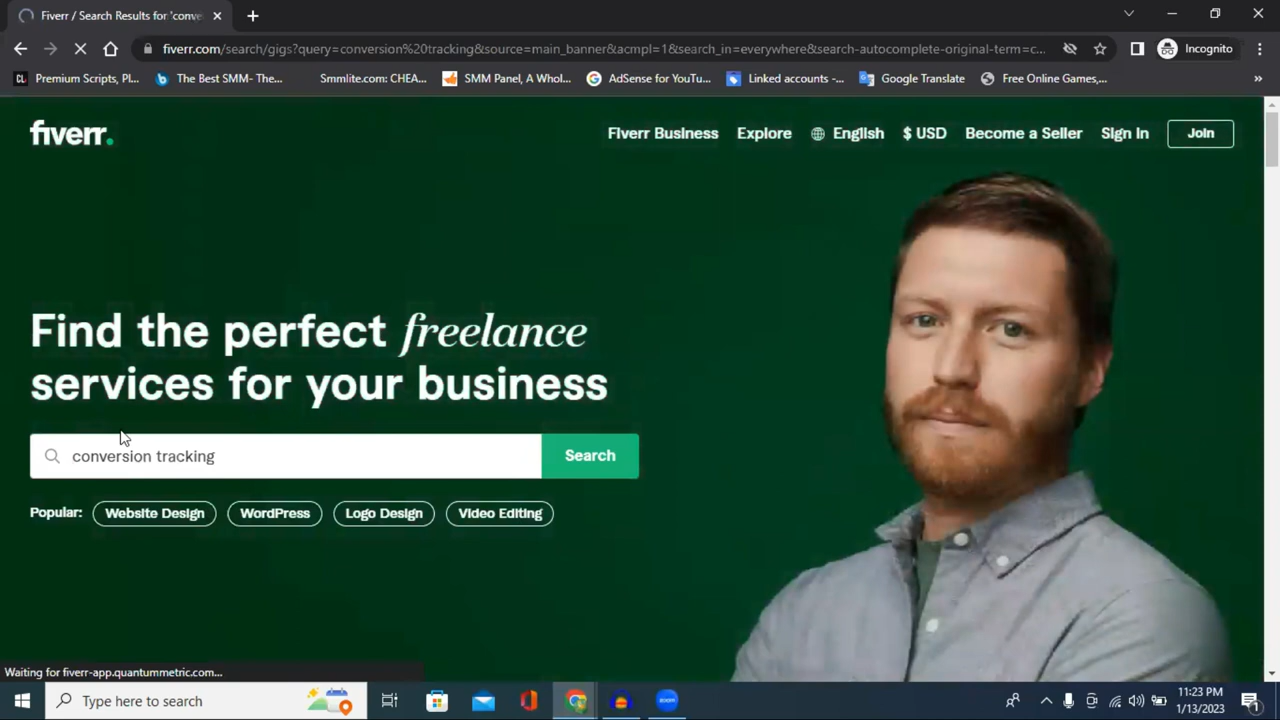 Fiverr / Search Results for 'conve
fiverr.com/search/gigs?query=conversion%20tracking&source=main_banner&acmpl=1&search_in=everywhere&search-autocomplete-original-term=c...
Incognito
Premium Scripts, Pl...
The Best SMM- The...
Smmlite.com: CHEA...
SMM Panel, A Whol...
AdSense for YouTu...
Linked accounts -...
Google Translate
Free Online Games,...
»
fiverr.
Fiverr Business
Explore
English
$ USD
Become a Seller
Sign In
Join
Find the perfect freelance
services for your business
conversion tracking
Search
Popular:
Website Design
WordPress
Logo Design
Video Editing
Waiting for fiverr-app.quantummetric.com...
Type here to search
zoom
11:23 PM
1/13/2023
1